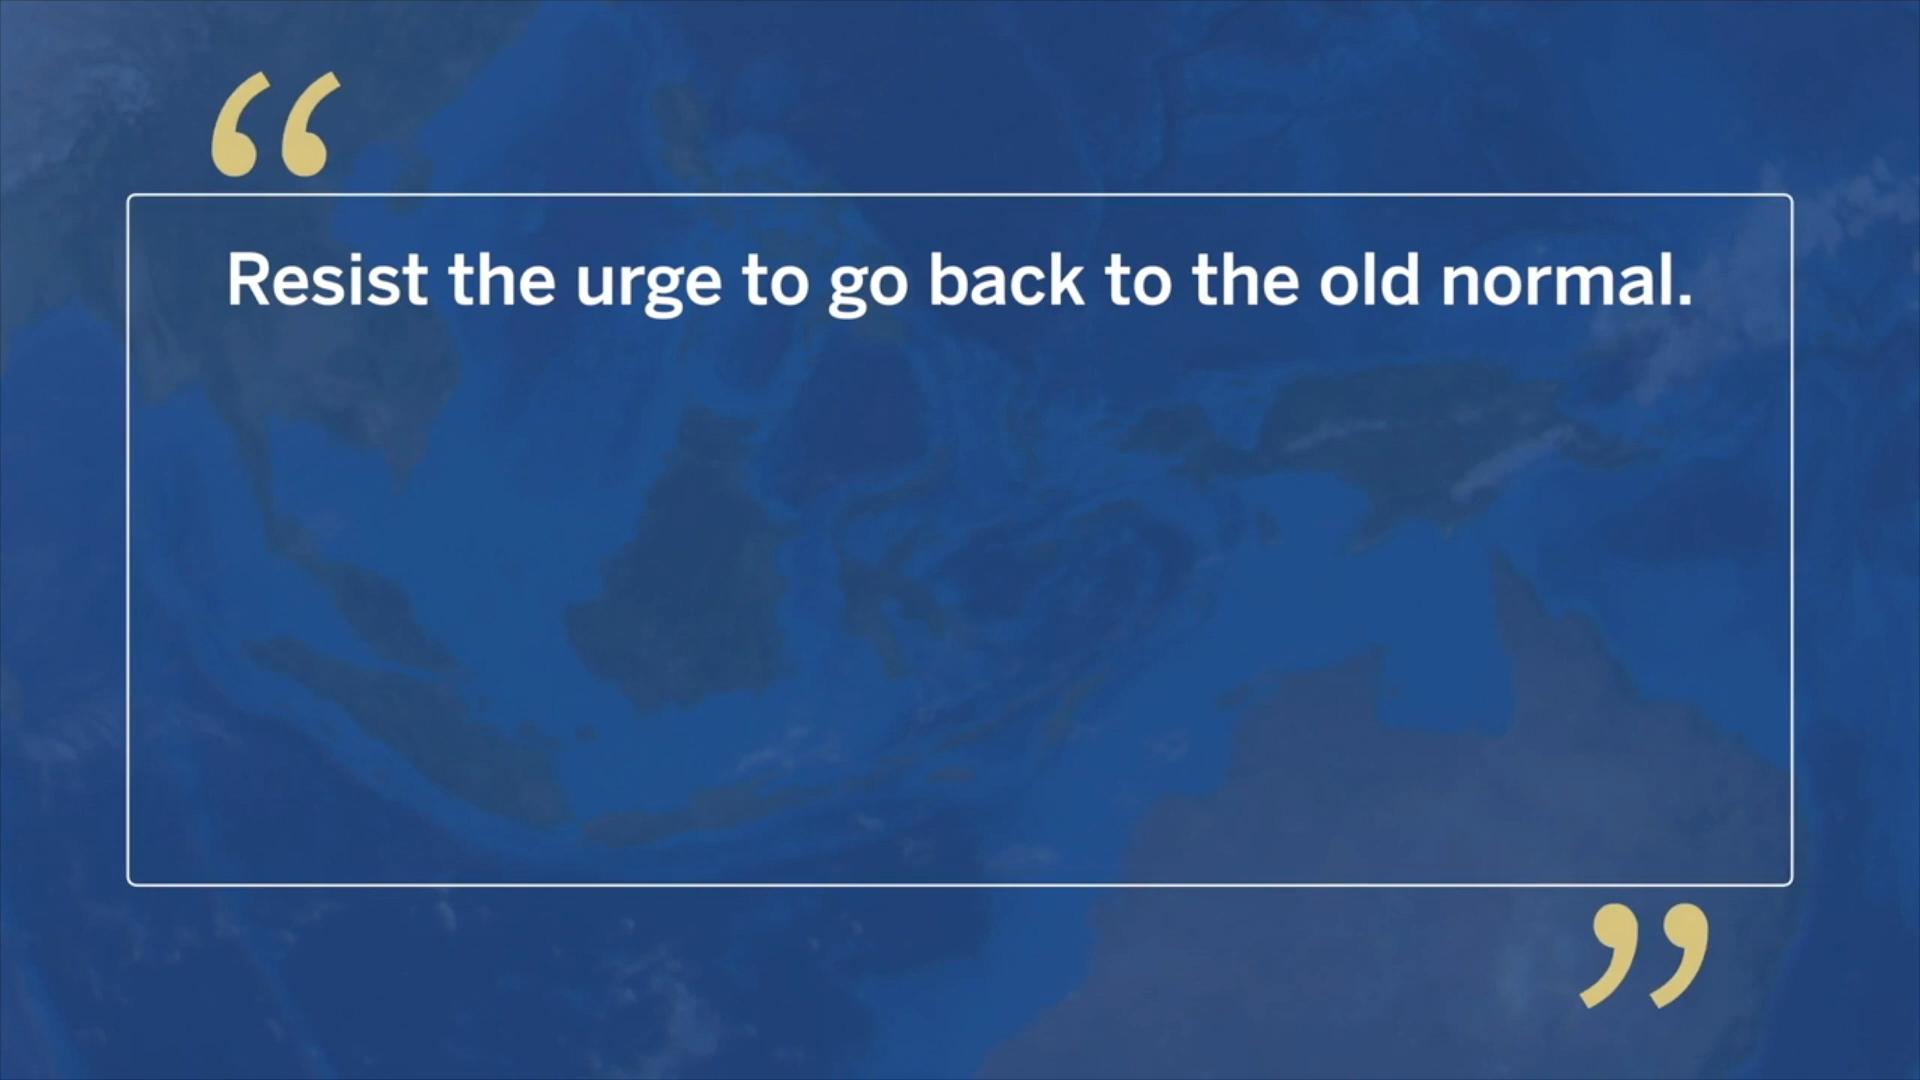 “
Resist the urge to go back to the old normal.
”